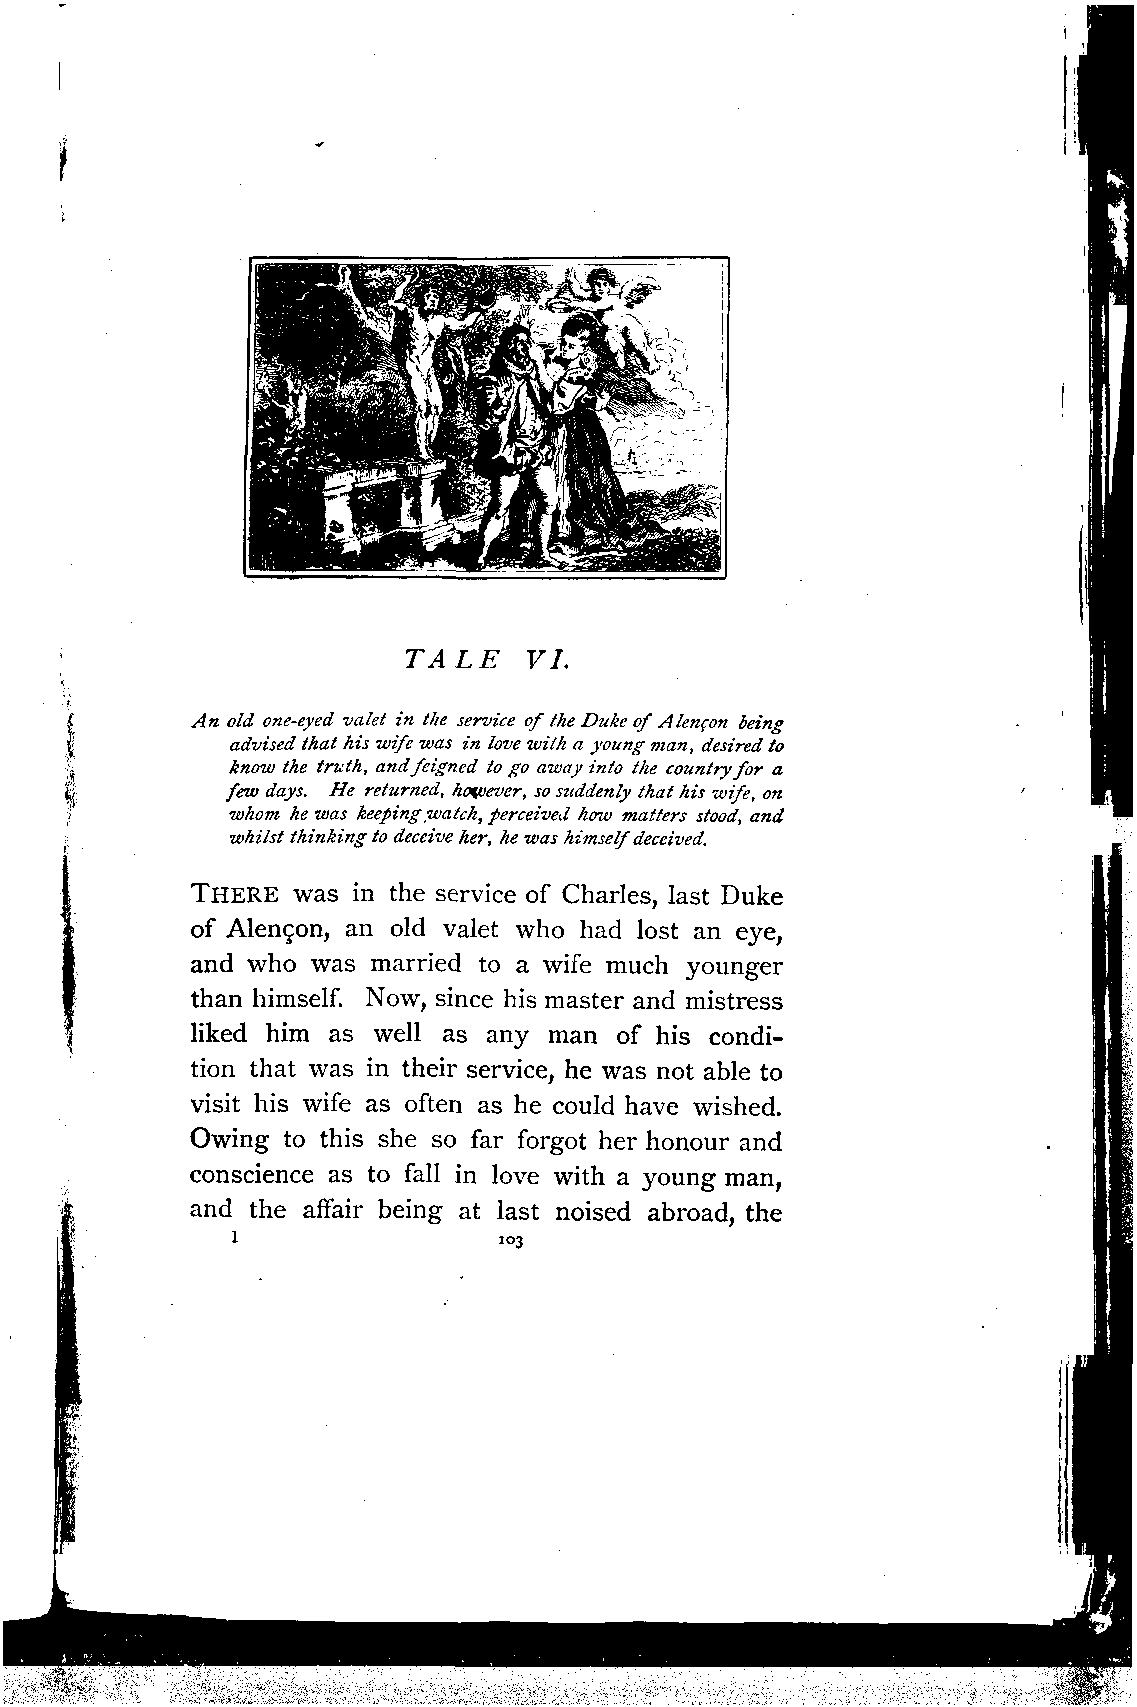 TALE VI.
An old one-eyed valet in the service of the Duke of Alençon being
advised that his wife was in love with a young man, desired to
know the truth, and feigned to go away into the country for a
few days. He returned, however, so suddenly that his wife, on
whom he was keeping watch, perceived how matters stood, and
whilst thinking to deceive her, he was himself deceived.
THERE was in the service of Charles, last Duke
of Alençon, an old valet who had lost an eye,
and who was married to a wife much younger
than himself. Now, since his master and mistress
liked him as well as any man of his condi-
tion that was in their service, he was not able to
visit his wife as often as he could have wished.
Owing to this she so far forgot her honour and
conscience as to fall in love with a young man,
and the affair being at last noised abroad, the
I 103